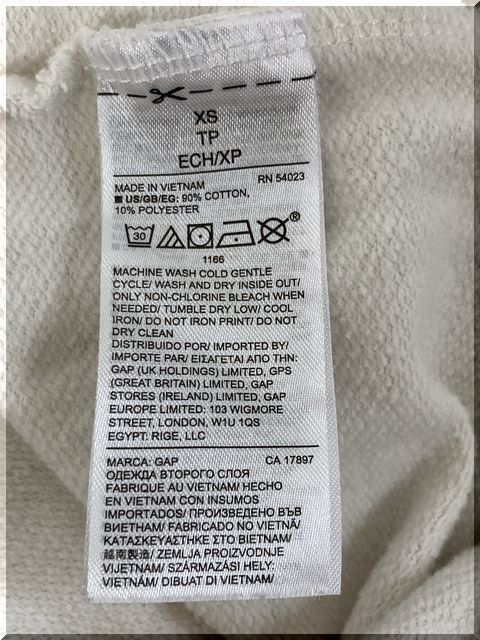 XS
TP
ECH/XP
MADE IN VIETNAM RN 54023
■ US/GB/EG: 90% COTTON,
10% POLYESTER
30 ®
1166
MACHINE WASH COLD GENTLE
CYCLE/ WASH AND DRY INSIDE OUT/
ONLY NON-CHLORINE BLEACH WHEN
NEEDED/ TUMBLE DRY LOW/ COOL
IRON/ DO NOT IRON PRINT/ DO NOT
DRY CLEAN
DISTRIBUIDO POR/ IMPORTED BY/
IMPORTE PAR/ ΕΙΣΑΓΕΤΑΙ ΑΠΟ ΤΗΝ:
GAP (UK HOLDINGS) LIMITED, GPS
(GREAT BRITAIN) LIMITED, GAP
STORES (IRELAND) LIMITED, GAP
EUROPE LIMITED: 103 WIGMORE
STREET, LONDON, W1U 1QS
EGYPT: RIGE, LLC
MARCA: GAP CA 17897
ОДЕЖДА ВТОРОГО СЛОЯ
FABRIQUE AU VIETNAM/ HECHO
EN VIETNAM CON INSUMOS
IMPORTADOS/ ПРОИЗВЕДЕНО ВЪВ
ВИЕТНАМ/ FABRICADO NO VIETNÃ/
ΚΑΤΑΣΚΕΥΑΣΤΗΚΕ ΣΤΟ ΒΙΕΤΝΑΜ/
越南製造/ ZEMLJA PROIZVODNJE
VIJETNAM/ SZÁRMAZÁSI HELY:
VIETNÁM/ DIBUAT DI VIETNAM/